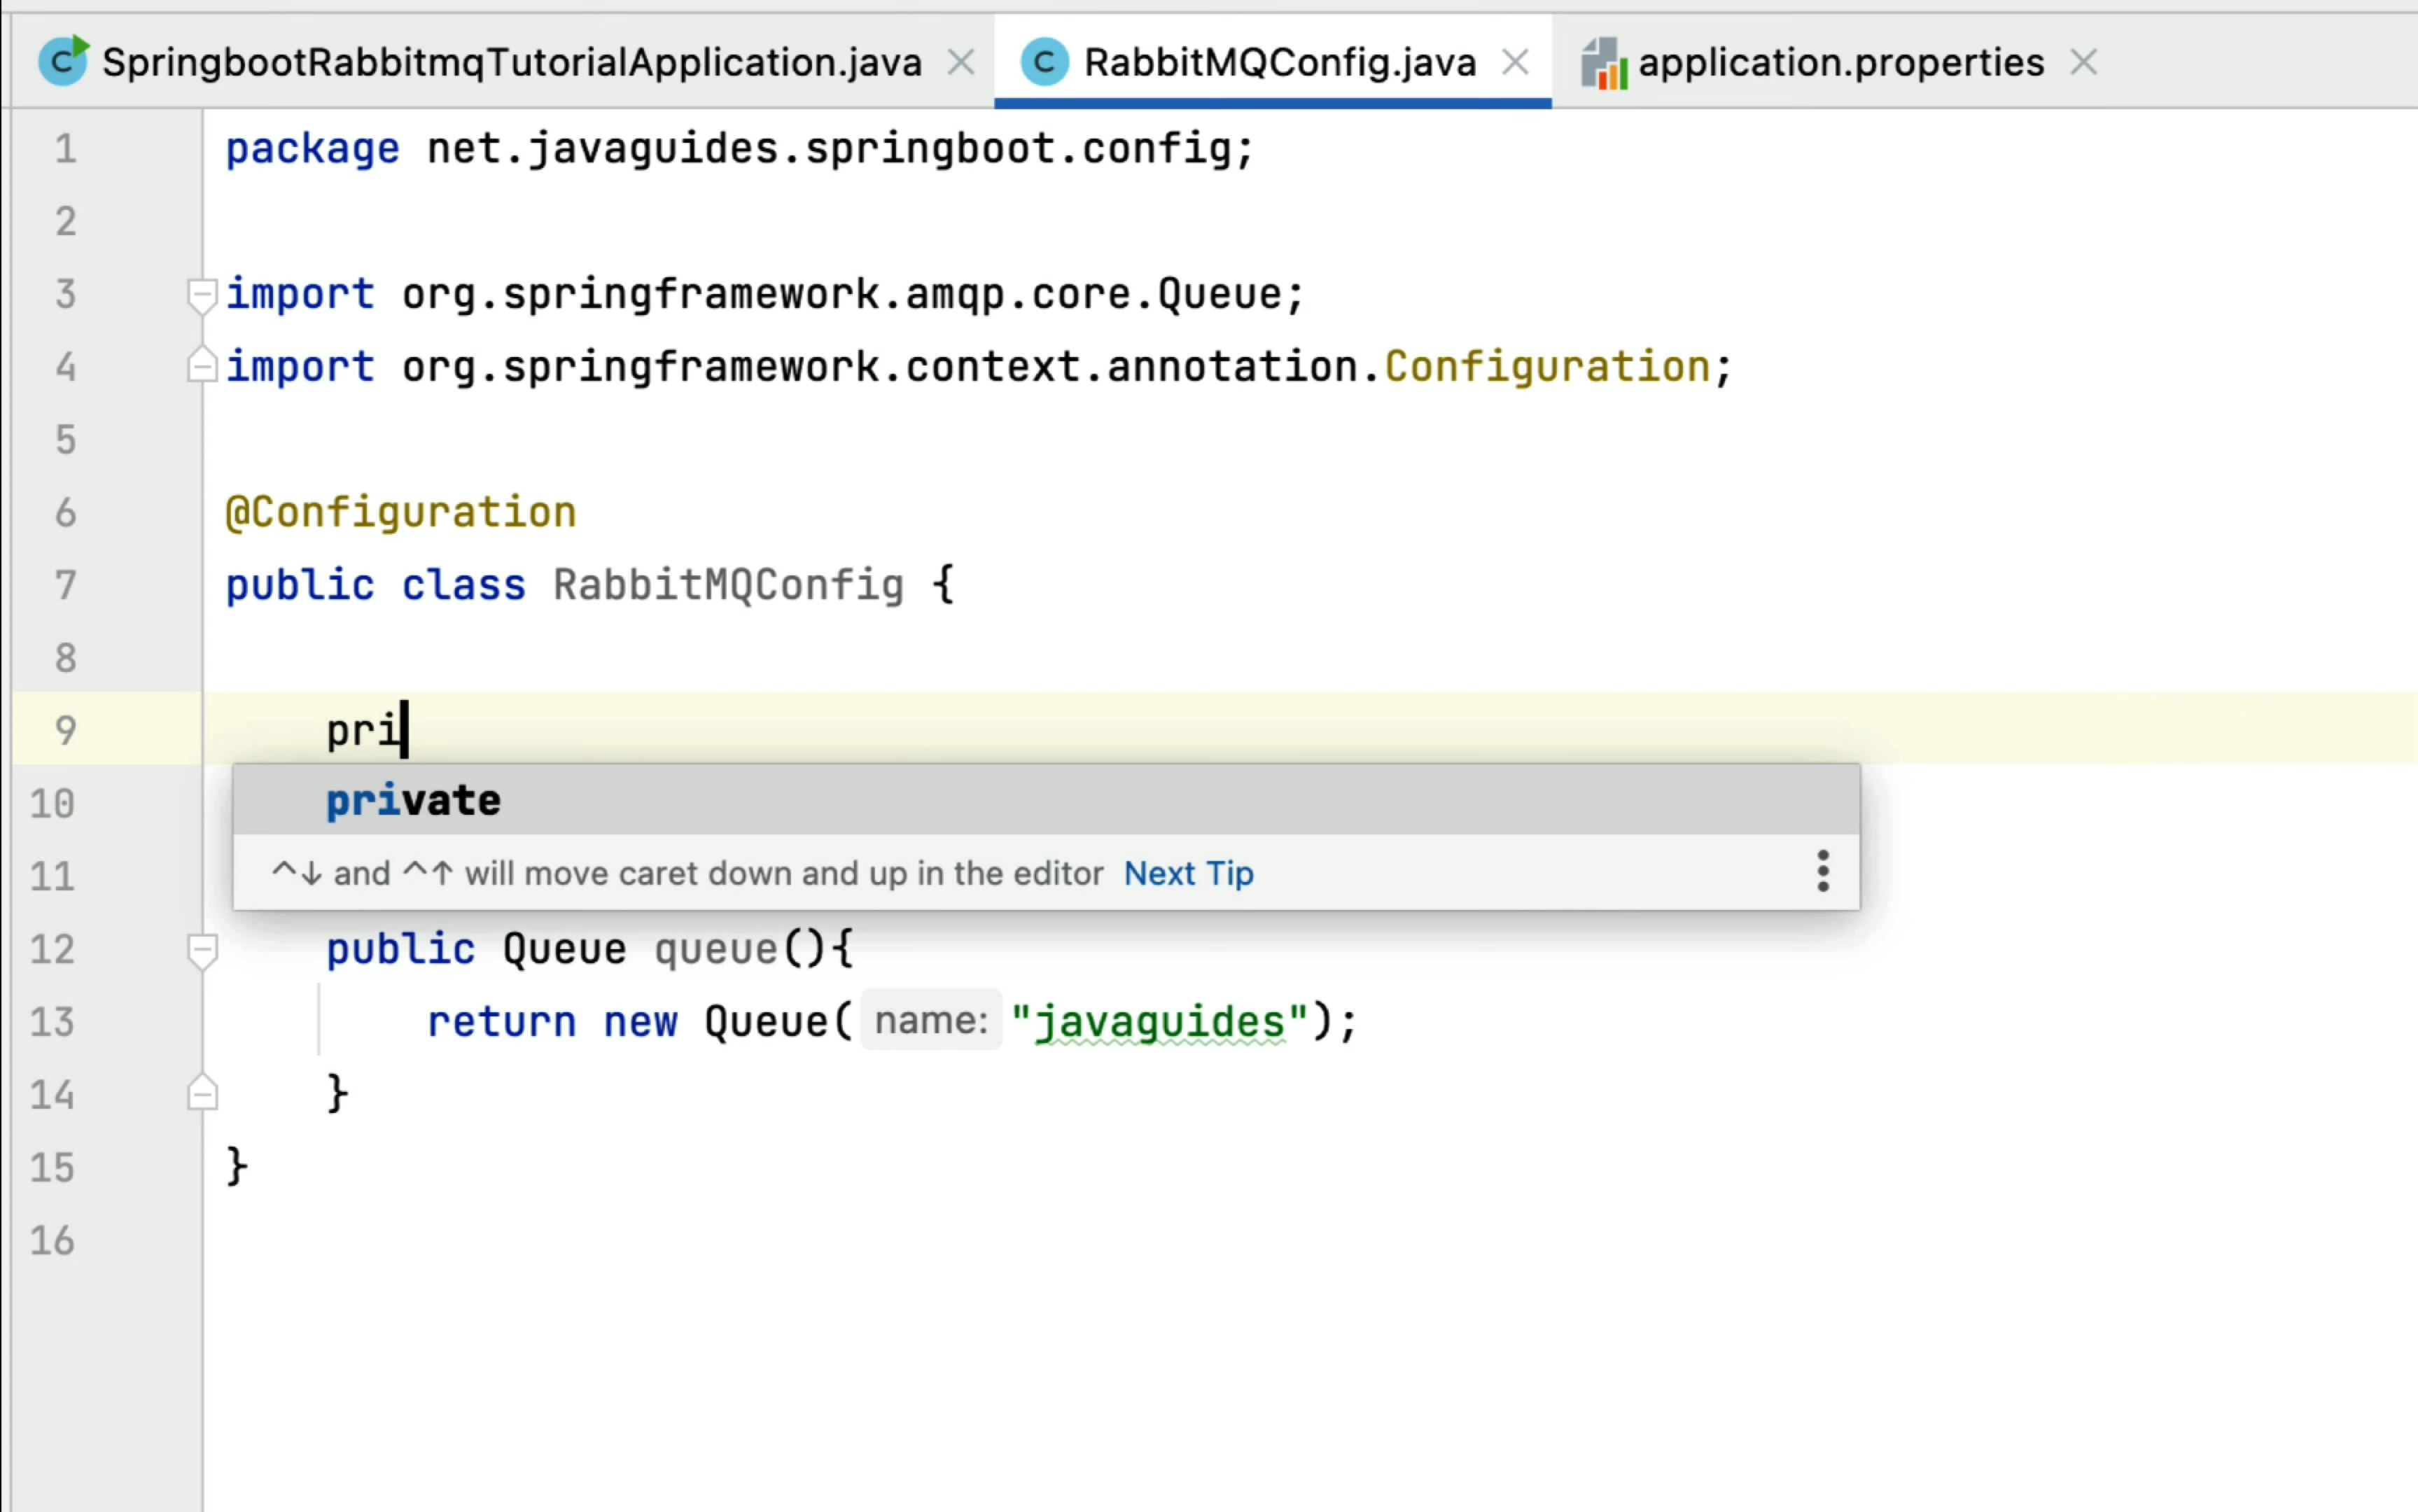 SpringbootRabbitmqTutorialApplication.java RabbitMQConfig.java application.properties
1 package net.javaguides.springboot.config;
2
3 import org.springframework.amqp.core.Queue;
4 import org.springframework.context.annotation.Configuration;
5
6 @Configuration
7 public class RabbitMQConfig {
8
9 pri
10 private
11 ^↓ and ^↑ will move caret down and up in the editor Next Tip
12 public Queue queue(){
13 return new Queue( name: "javaguides");
14 }
15 }
16